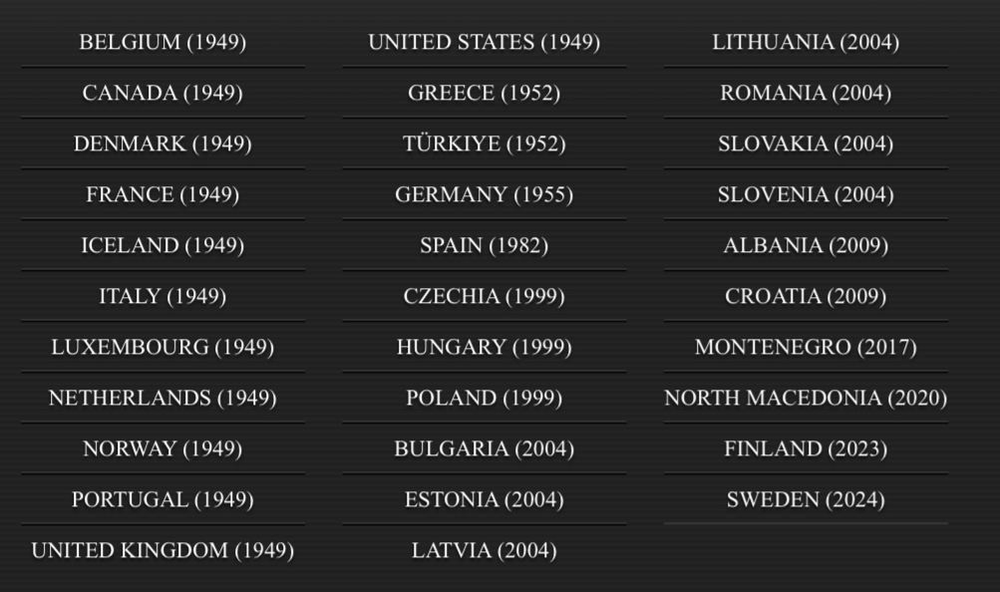 BELGIUM (1949)
CANADA (1949)
DENMARK (1949)
FRANCE (1949)
ICELAND (1949)
ITALY (1949)
LUXEMBOURG (1949)
NETHERLANDS (1949)
NORWAY (1949)
PORTUGAL (1949)
UNITED KINGDOM (1949)
UNITED STATES (1949)
GREECE (1952)
TÜRKIYE (1952)
GERMANY (1955)
SPAIN (1982)
CZECHIA (1999)
HUNGARY (1999)
POLAND (1999)
BULGARIA (2004)
ESTONIA (2004)
LATVIA (2004)
LITHUANIA (2004)
ROMANIA (2004)
SLOVAKIA (2004)
SLOVENIA (2004)
ALBANIA (2009)
CROATIA (2009)
MONTENEGRO (2017)
NORTH MACEDONIA (2020)
FINLAND (2023)
SWEDEN (2024)